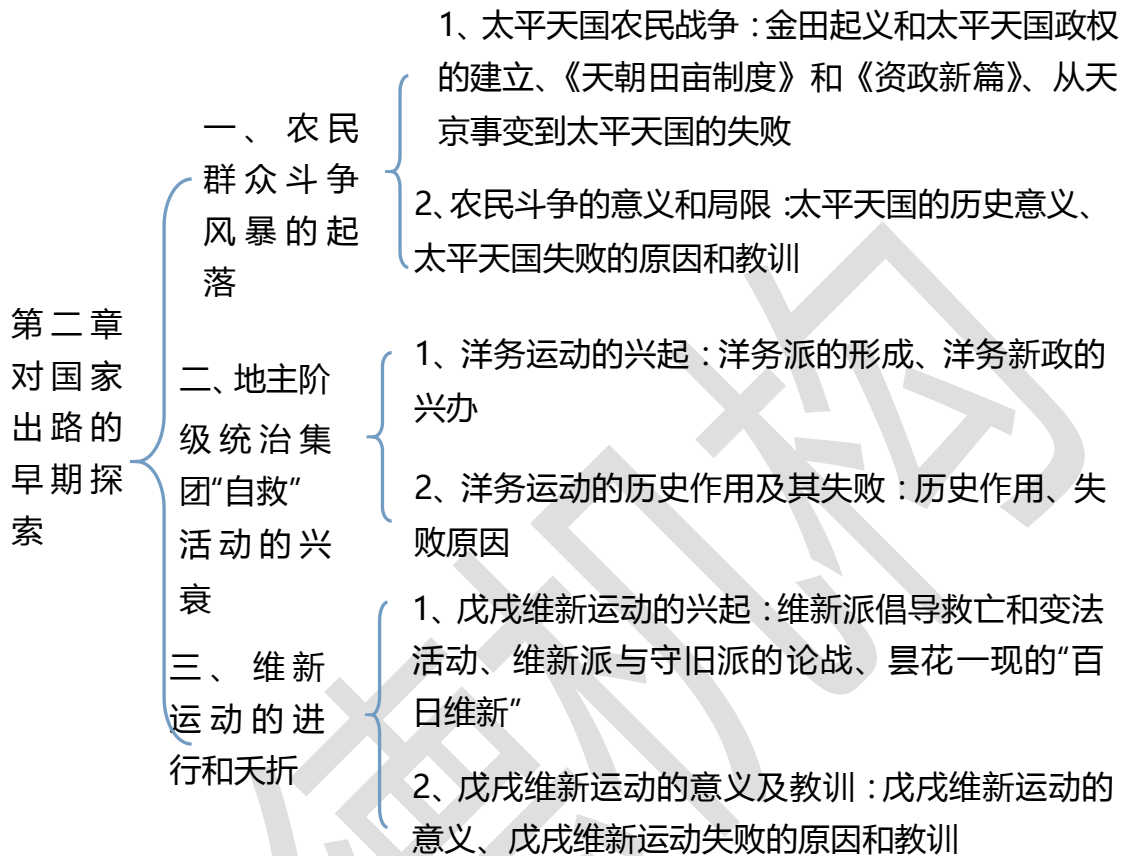 第二章
对国家
出路的
早期探
索
一、农民
群众斗争
风暴的起
落
1、太平天国农民战争：金田起义和太平天国政权
的建立、《天朝田亩制度》和《资政新篇》、从天
京事变到太平天国的失败
2、农民斗争的意义和局限：太平天国的历史意义、
太平天国失败的原因和教训
二、地主阶
级统治集
团“自救”
活动的兴
衰
1、洋务运动的兴起：洋务派的形成、洋务新政的
兴办
2、洋务运动的历史作用及其失败：历史作用、失
败原因
三、维新
运动的进
行和夭折
1、戊戌维新运动的兴起：维新派倡导救亡和变法
活动、维新派与守旧派的论战、昙花一现的“百
日维新”
2、戊戌维新运动的意义及教训：戊戌维新运动的
意义、戊戌维新运动失败的原因和教训
机构